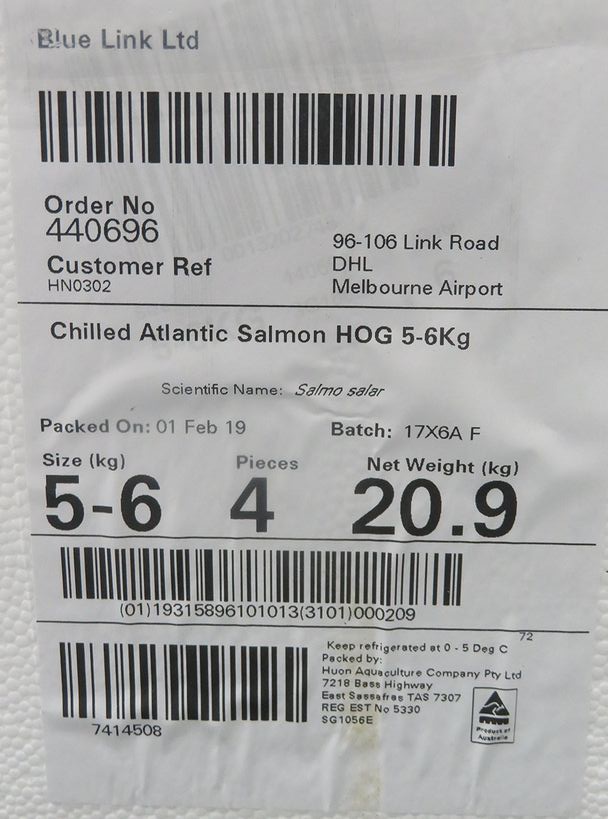 Blue Link Ltd
Order No
440696
Customer Ref
HN0302
96-106 Link Road
DHL
Melbourne Airport
Chilled Atlantic Salmon HOG 5-6Kg
Scientific Name: Salmo salar
Packed On: 01 Feb 19 Batch: 17X6A F
Size (kg) Pieces Net Weight (kg)
5-6 4 20.9
(01)19315896101013(3101)000209
72
Keep refrigerated at 0 - 5 Deg C
Packed by:
Huon Aquaculture Company Pty Ltd
7218 Bass Highway
East Sassafras TAS 7307
REG EST No 5330
SG1056E
Product of
Australia
7414508